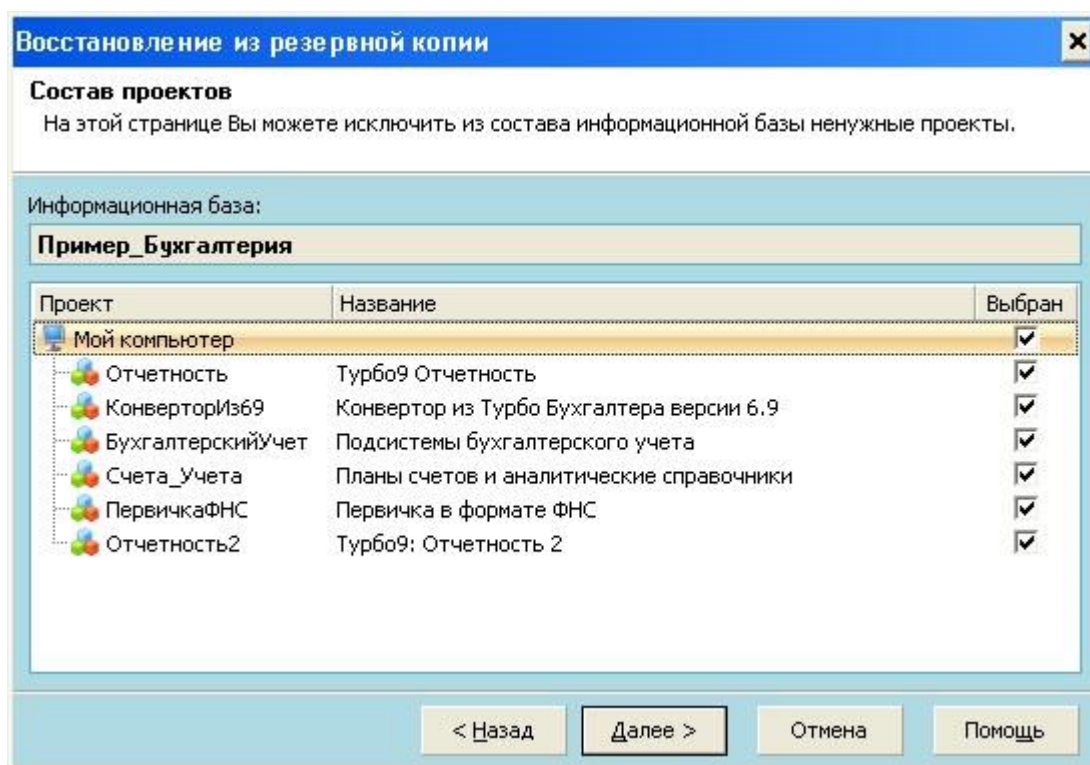 Восстановление из резервной копии
Состав проектов
На этой странице Вы можете исключить из состава информационной базы ненужные проекты.
Информационная база:
Пример_Бухгалтерия
Проект Название Выбран
Мой компьютер
Отчетность Турбо9 Отчетность
КонверторИз69 Конвертор из Турбо Бухгалтера версии 6.9
БухгалтерскийУчет Подсистемы бухгалтерского учета
Счета_Учета Планы счетов и аналитические справочники
ПервичкаФНС Первичка в формате ФНС
Отчетность2 Турбо9: Отчетность 2
< Назад Далее > Отмена Помощь